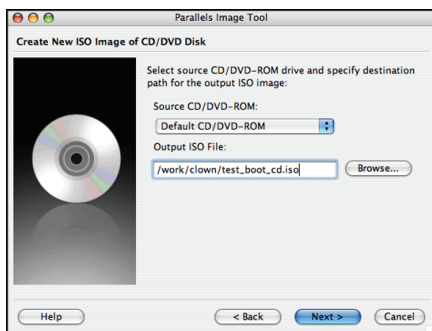 Parallels Image Tool
Create New ISO Image of CD/DVD Disk
Select source CD/DVD-ROM drive and specify destination
path for the output ISO image:
Source CD/DVD-ROM:
Default CD/DVD-ROM
Output ISO File:
/work/clown/test_boot_cd.iso
Browse...
Help
< Back
Next >
Cancel